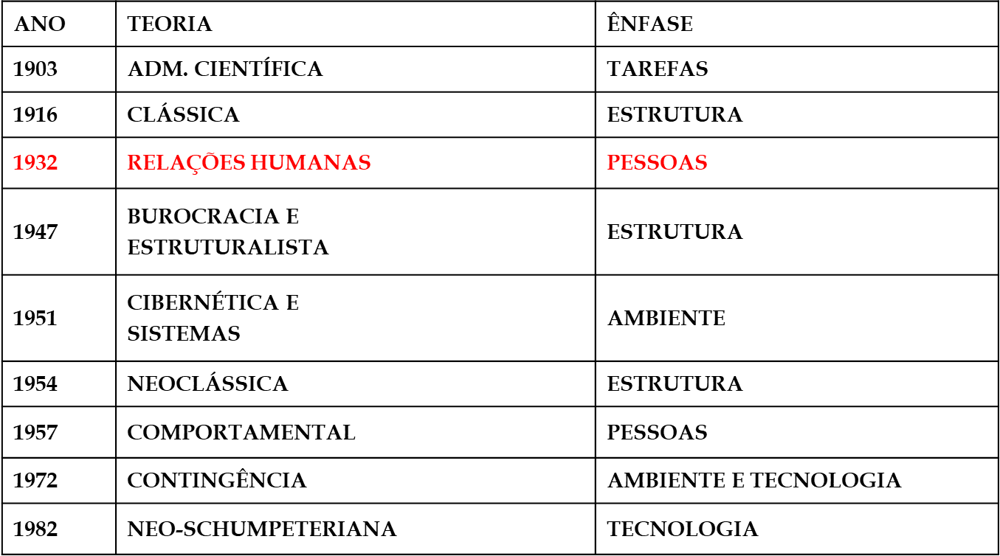 ANO TEORIA ÊNFASE
1903 ADM. CIENTÍFICA TAREFAS
1916 CLÁSSICA ESTRUTURA
1932 RELAÇÕES HUMANAS PESSOAS
1947 BUROCRACIA E
ESTRUTURALISTA ESTRUTURA
1951 CIBERNÉTICA E
SISTEMAS AMBIENTE
1954 NEOCLÁSSICA ESTRUTURA
1957 COMPORTAMENTAL PESSOAS
1972 CONTINGÊNCIA AMBIENTE E TECNOLOGIA
1982 NEO-SCHUMPETERIANA TECNOLOGIA